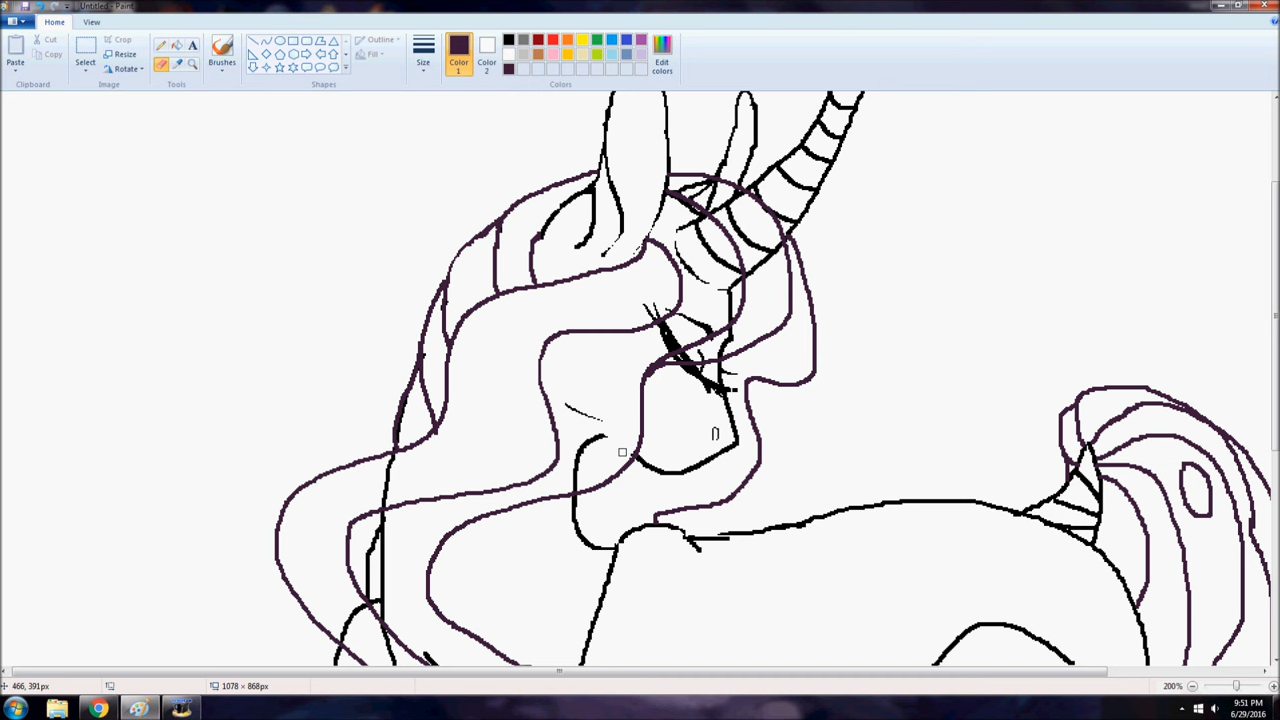 Untitled - Paint
Home View
Paste
Cut
Copy
Clipboard
Select
Crop
Resize
Rotate
Image
A
Tools
Brushes
Shapes
Outline
Fill
Size
Color 1
Color 2
Edit colors
Colors
466, 391px
1078 × 868px
200%
9:51 PM
6/29/2016